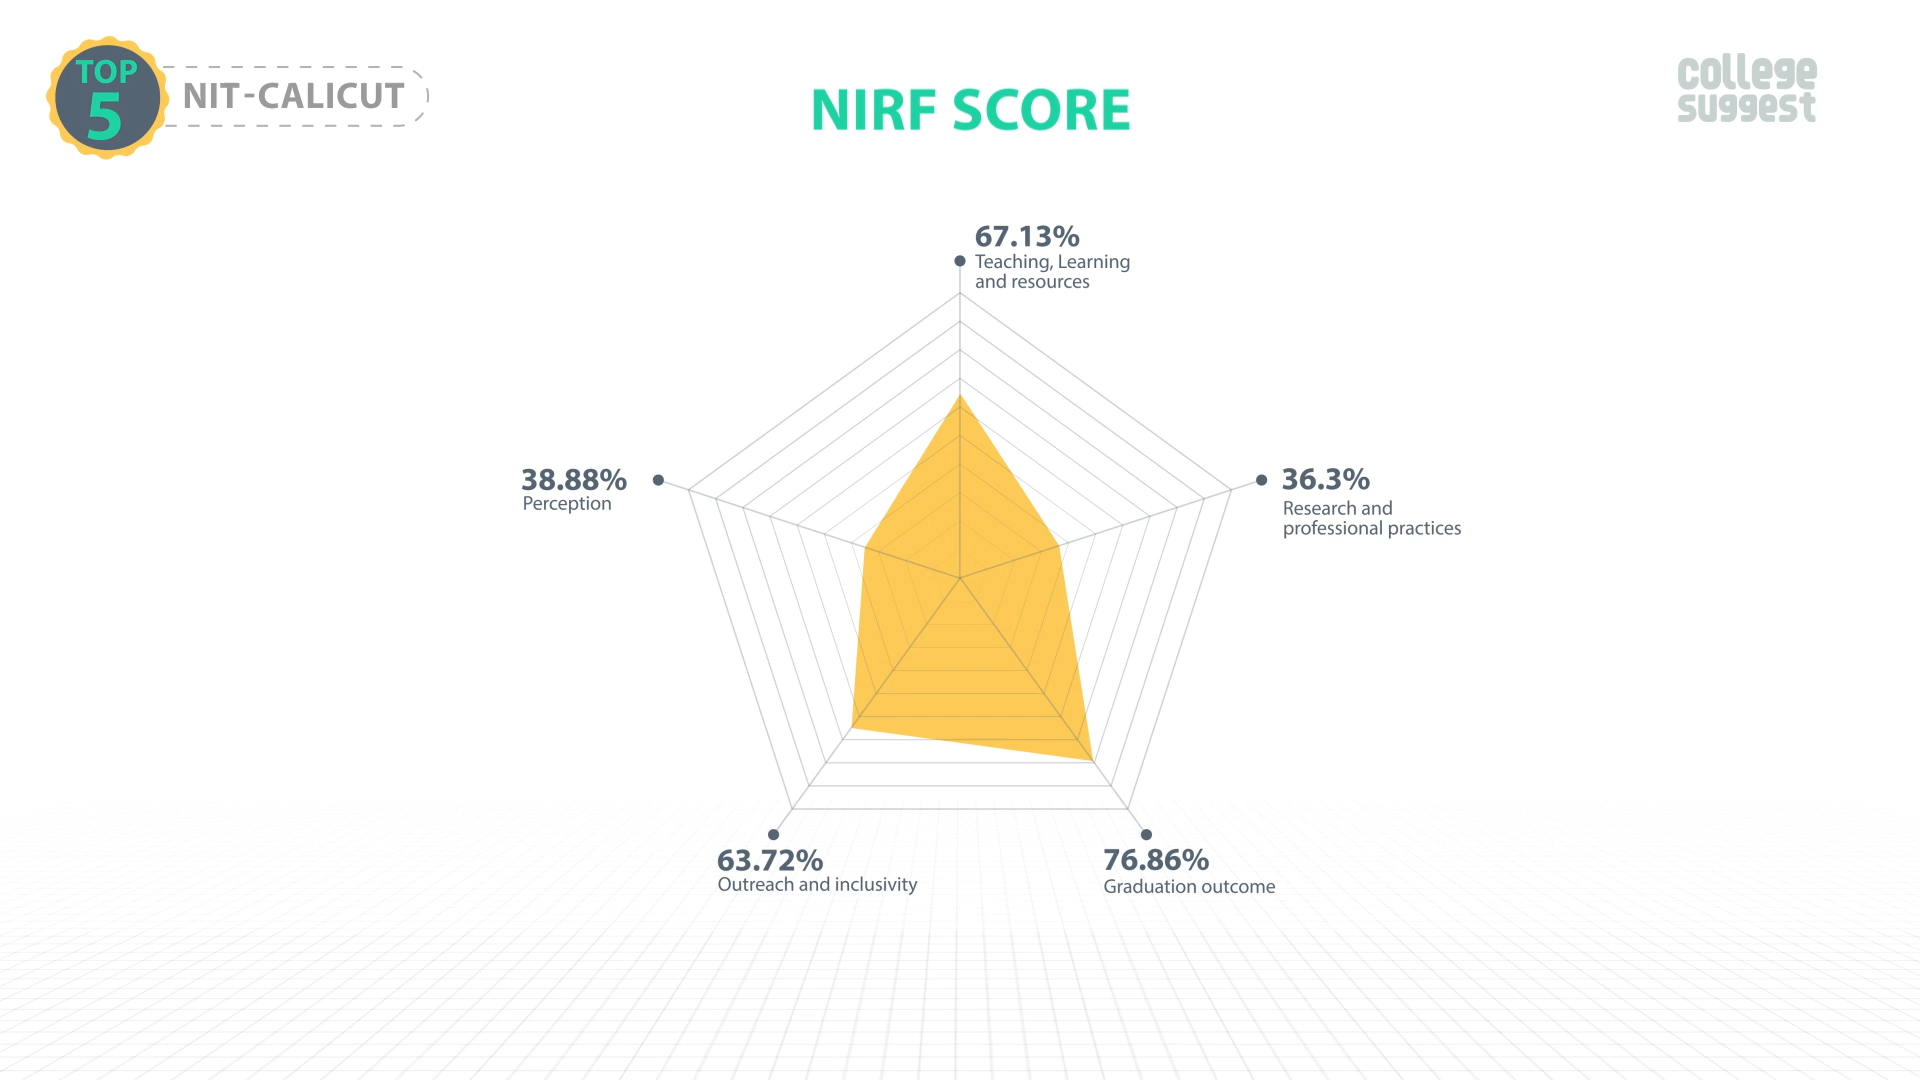 TOP
5
NIT-CALICUT
NIRF SCORE
college
suggest
67.13%
Teaching, Learning
and resources
38.88%
Perception
36.3%
Research and
professional practices
63.72%
Outreach and inclusivity
76.86%
Graduation outcome